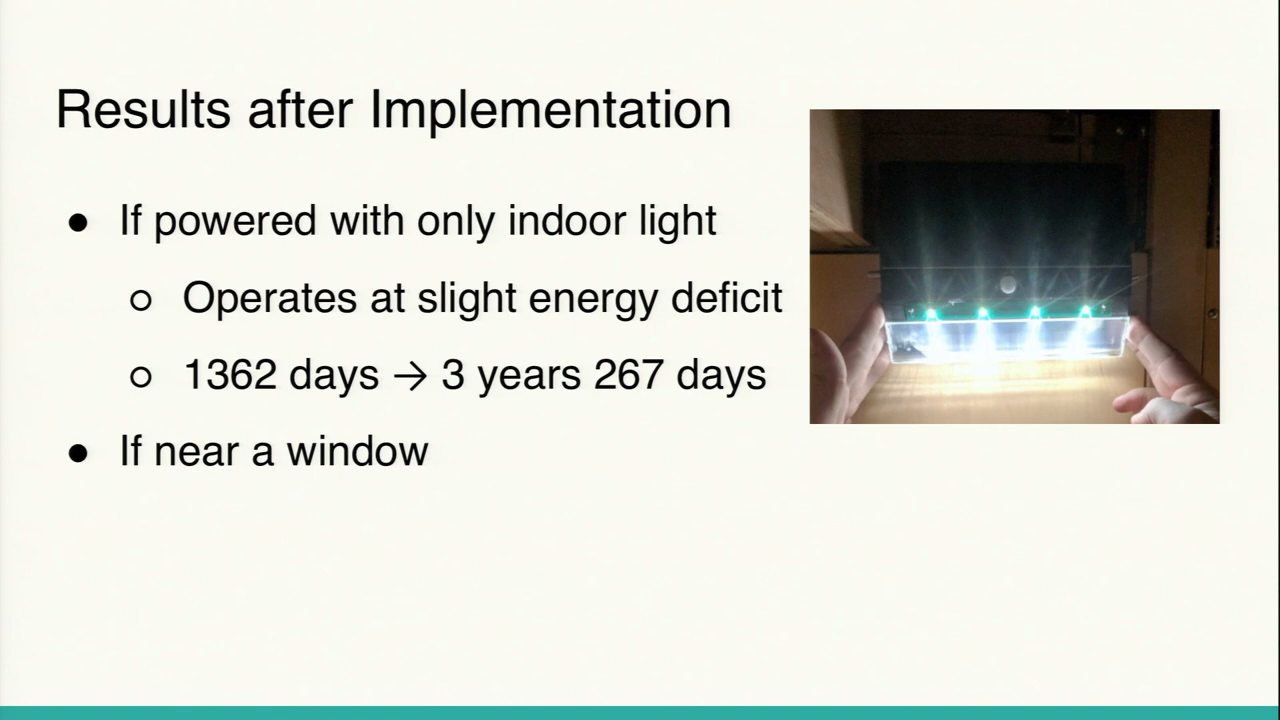 Results after Implementation
● If powered with only indoor light
○ Operates at slight energy deficit
○ 1362 days → 3 years 267 days
● If near a window